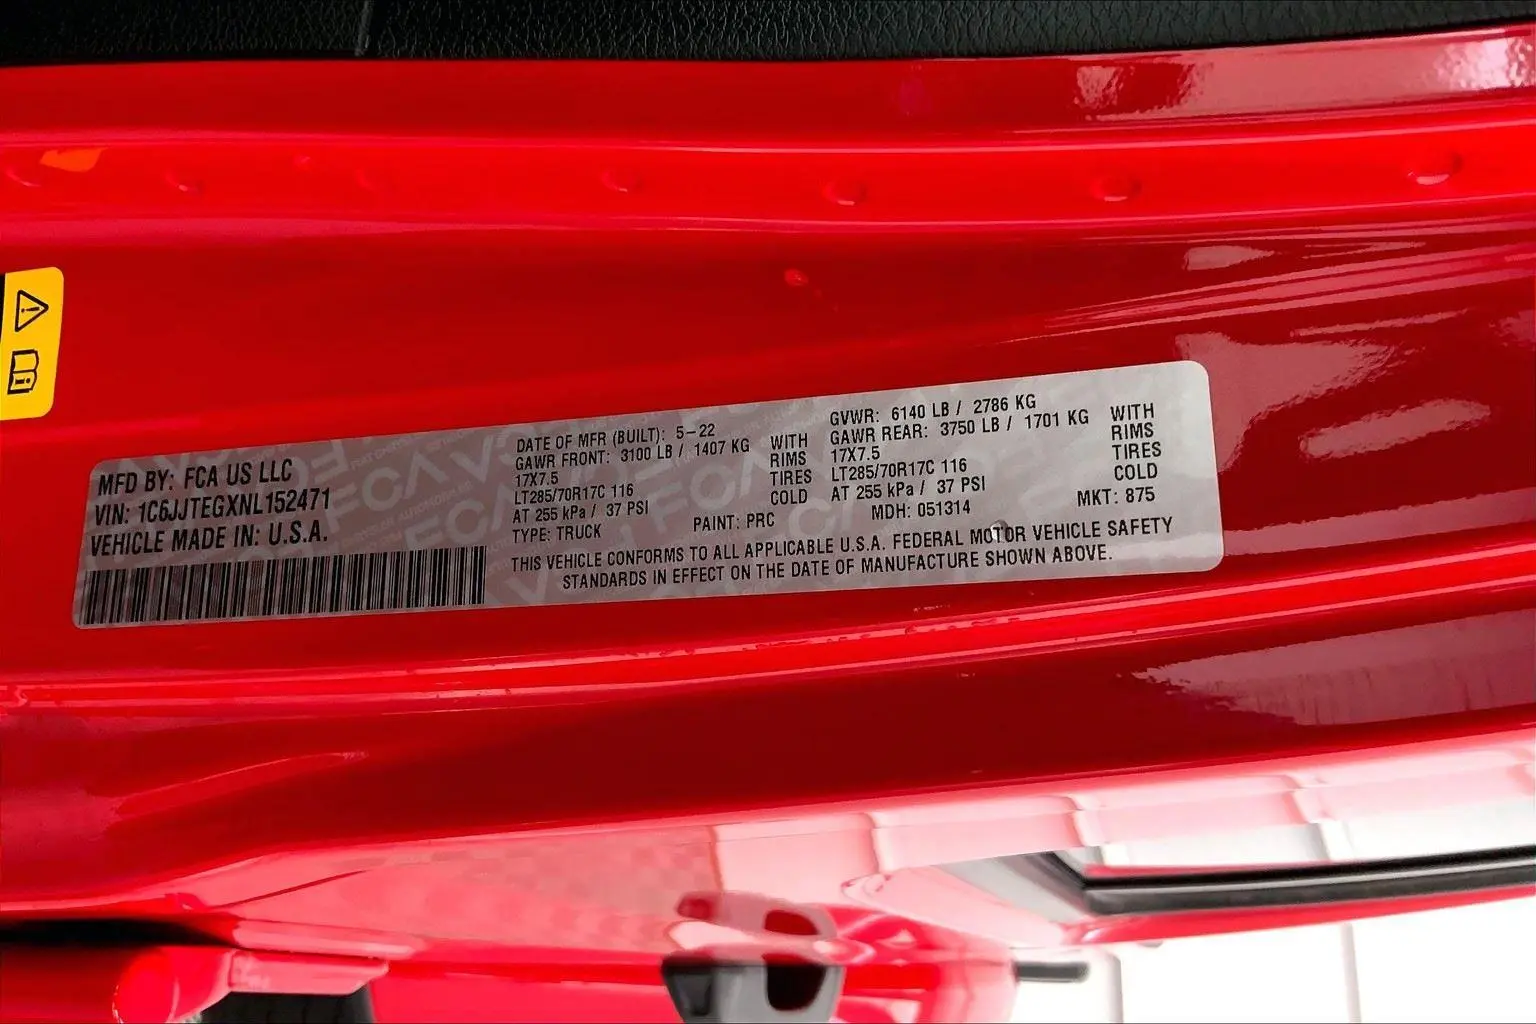 MFD BY: FCA US LLC
VIN: 1C6JJTEGXNL152471
VEHICLE MADE IN: U.S.A.
DATE OF MFR (BUILT): 5-22
GAWR FRONT: 3100 LB / 1407 KG WITH
17X7.5 RIMS
LT285/70R17C 116 TIRES
AT 255 kPa / 37 PSI COLD
TYPE: TRUCK PAINT: PRC
GVWR: 6140 LB / 2786 KG
GAWR REAR: 3750 LB / 1701 KG WITH
17X7.5 RIMS
LT285/70R17C 116 TIRES
AT 255 kPa / 37 PSI COLD
MDH: 051314 MKT: 875
THIS VEHICLE CONFORMS TO ALL APPLICABLE U.S.A. FEDERAL MOTOR VEHICLE SAFETY
STANDARDS IN EFFECT ON THE DATE OF MANUFACTURE SHOWN ABOVE.